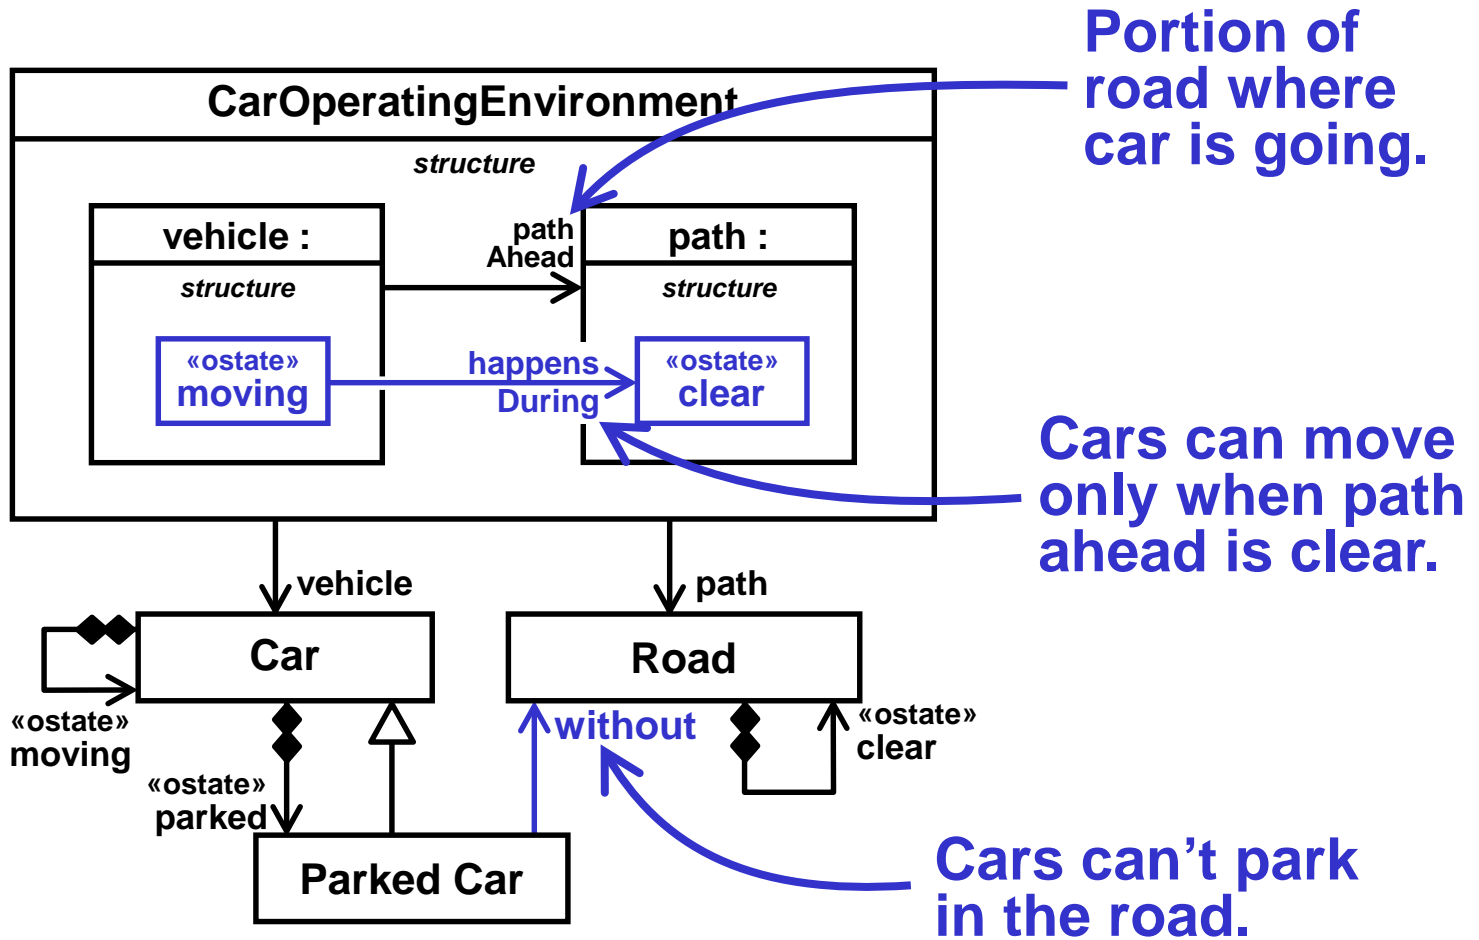 Portion of
road where
car is going.
CarOperatingEnvironment
structure
vehicle :
structure
«ostate»
moving
path
Ahead
path :
structure
«ostate»
clear
happens
During
Cars can move
only when path
ahead is clear.
vehicle
path
Car
Road
«ostate»
moving
«ostate»
parked
without
«ostate»
clear
Parked Car
Cars can’t park
in the road.